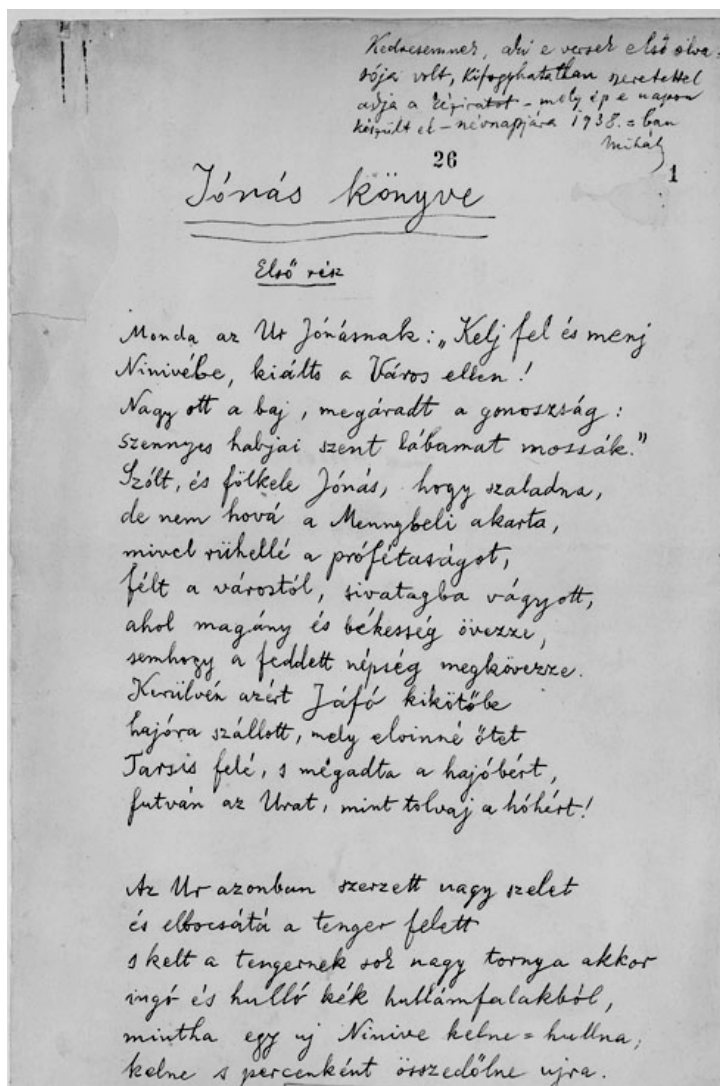 Kedvesemnek, aki e versek első olva-
sója volt, kifogyhatatlan szeretettel
adja a kéziratot - mely ép e napon
készült el - névnapjára 1938.=ban
Mihály
26
1
Jónás könyve
Első rész
Monda az Ur Jónásnak: „Kelj fel és menj
Ninivébe, kiálts a Város ellen!
Nagy ott a baj, megáradt a gonoszság:
szennyes habjai szent lábamat mossák."
Szólt, és fölkele Jónás, hogy szaladna,
de nem hová a Mennybeli akarta,
mivel rühellé a prófétaságot,
félt a várostól, sivatagba vágyott,
ahol magány és békesség övezze,
semhogy a feddett népség megkövezze.
Kerülvén azért Jáfó kikötőbe
hajóra szállott, mely elvinné őtet
Tarsis felé, s megadta a hajóbért,
futván az Urat, mint tolvaj a hóhért!
Az Ur azonban szerzett nagy szelet
és elbocsátá a tenger felett
s kelt a tengernek sok nagy tornya akkor
ingó és hulló kék hullámfalakból,
mintha egy uj Ninive kelne=hullna,
kelne s percenként összedőlne ujra.